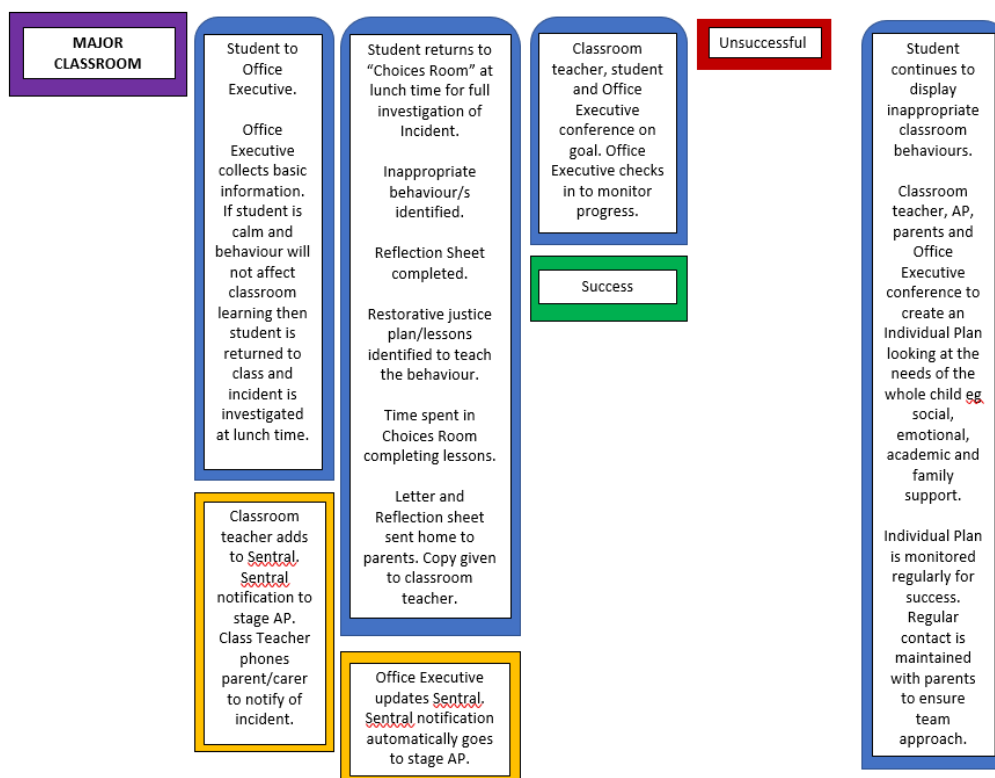 MAJOR
CLASSROOM
Student to
Office
Executive.
Office
Executive
collects basic
information.
If student is
calm and
behaviour will
not affect
classroom
learning then
student is
returned to
class and
incident is
investigated
at lunch time.
Classroom
teacher adds
to Sentral.
Sentral
notification to
stage AP.
Class Teacher
phones
parent/carer
to notify of
incident.
Student returns to
“Choices Room” at
lunch time for full
investigation of
Incident.
Inappropriate
behaviour/s
identified.
Reflection Sheet
completed.
Restorative justice
plan/lessons
identified to teach
the behaviour.
Time spent in
Choices Room
completing lessons.
Letter and
Reflection sheet
sent home to
parents. Copy given
to classroom
teacher.
Office Executive
updates Sentral.
Sentral notification
automatically goes
to stage AP.
Classroom
teacher, student
and Office
Executive
conference on
goal. Office
Executive checks
in to monitor
progress.
Success
Unsuccessful
Student
continues to
display
inappropriate
classroom
behaviours.
Classroom
teacher, AP,
parents and
Office
Executive
conference to
create an
Individual Plan
looking at the
needs of the
whole child eg
social,
emotional,
academic and
family
support.
Individual Plan
is monitored
regularly for
success.
Regular
contact is
maintained
with parents
to ensure
team
approach.